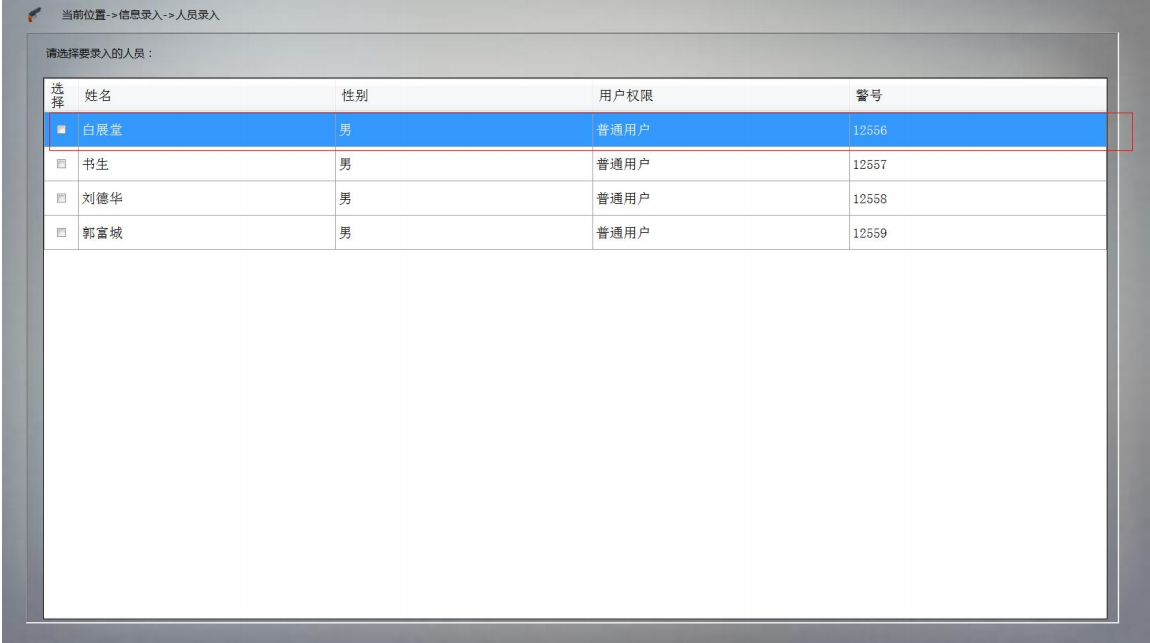 当前位置->信息录入->人员录入
请选择要录入的人员：
选择 姓名 性别 用户权限 警号
白展堂 男 普通用户 12556
书生 男 普通用户 12557
刘德华 男 普通用户 12558
郭富城 男 普通用户 12559